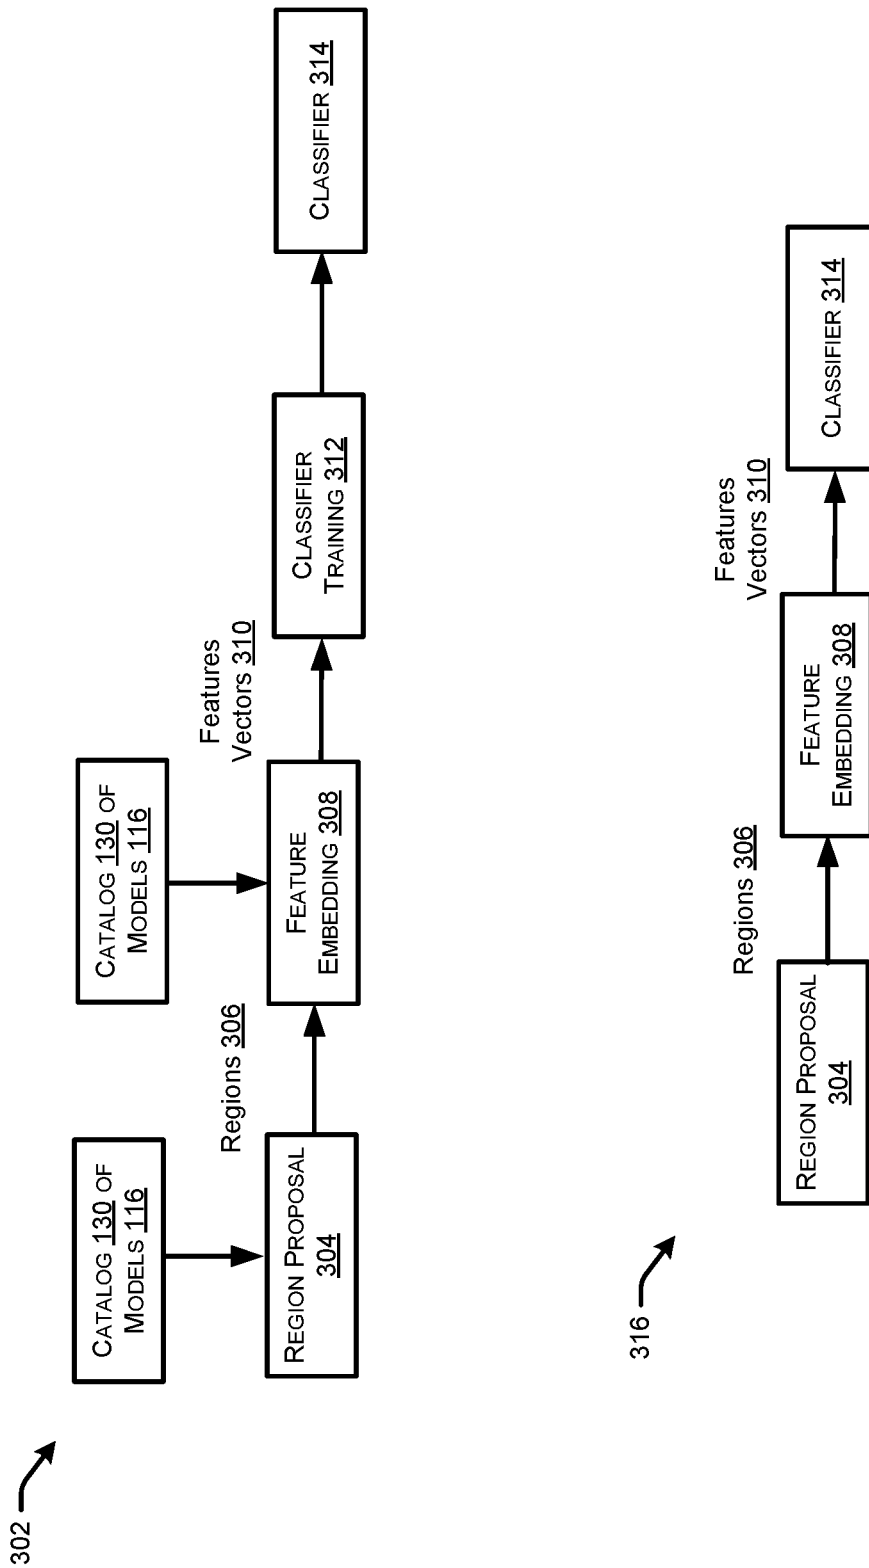 302
CATALOG 130 OF
MODELS 116
CATALOG 130 OF
MODELS 116
REGION PROPOSAL
304
Regions 306
FEATURE
EMBEDDING 308
Features
Vectors 310
CLASSIFIER
TRAINING 312
CLASSIFIER 314
316
REGION PROPOSAL
304
Regions 306
FEATURE
EMBEDDING 308
Features
Vectors 310
CLASSIFIER 314